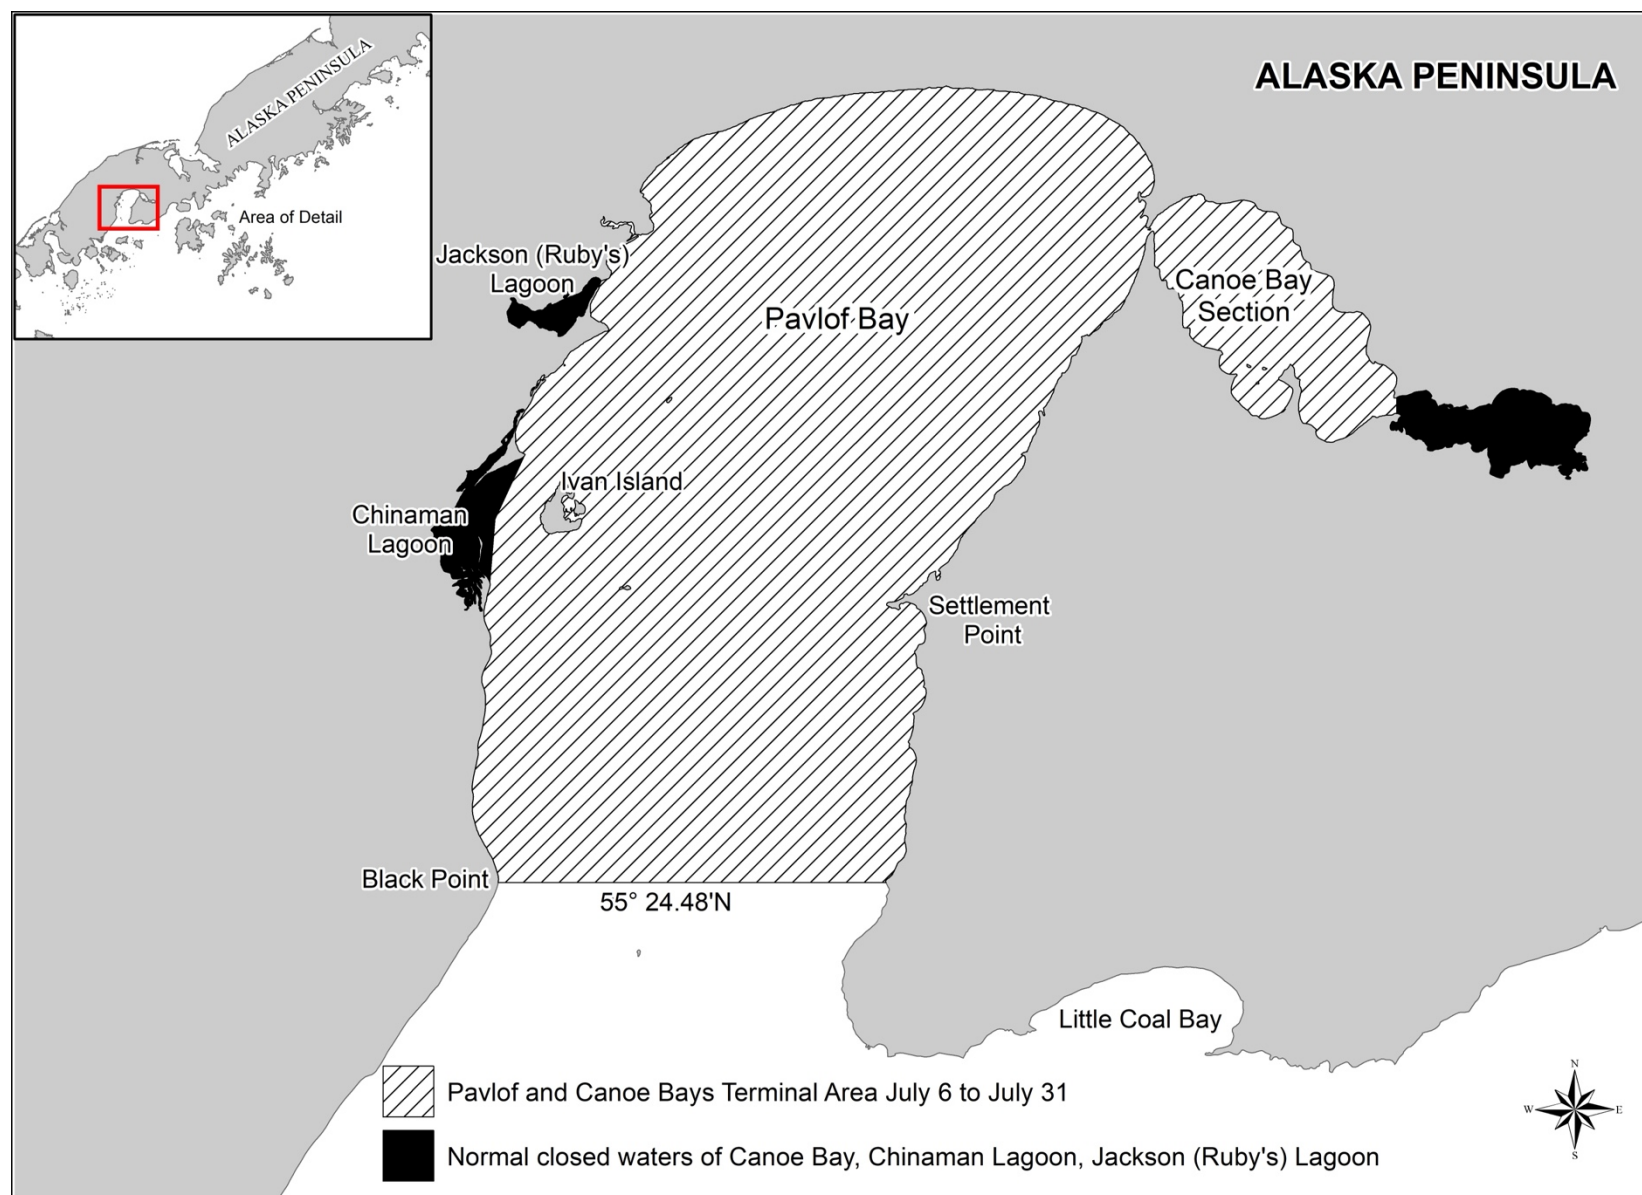 ALASKA PENINSULA
ALASKA PENINSULA
Area of Detail
Jackson (Ruby's)
Lagoon
Pavlof Bay
Canoe Bay
Section
Ivan Island
Chinaman
Lagoon
Settlement
Point
Black Point
55° 24.48'N
Little Coal Bay
Pavlof and Canoe Bays Terminal Area July 6 to July 31
Normal closed waters of Canoe Bay, Chinaman Lagoon, Jackson (Ruby's) Lagoon
N
W
E
S